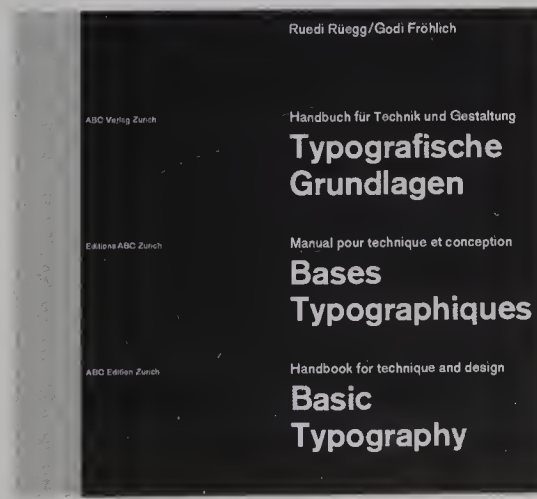 Ruedi Rüegg/Godi Fröhlich
ABC Verlag Zurich
Handbuch für Technik und Gestaltung
Typografische
Grundlagen
Editions ABC Zurich
Manual pour technique et conception
Bases
Typographiques
ABC Edition Zurich
Handbook for technique and design
Basic
Typography